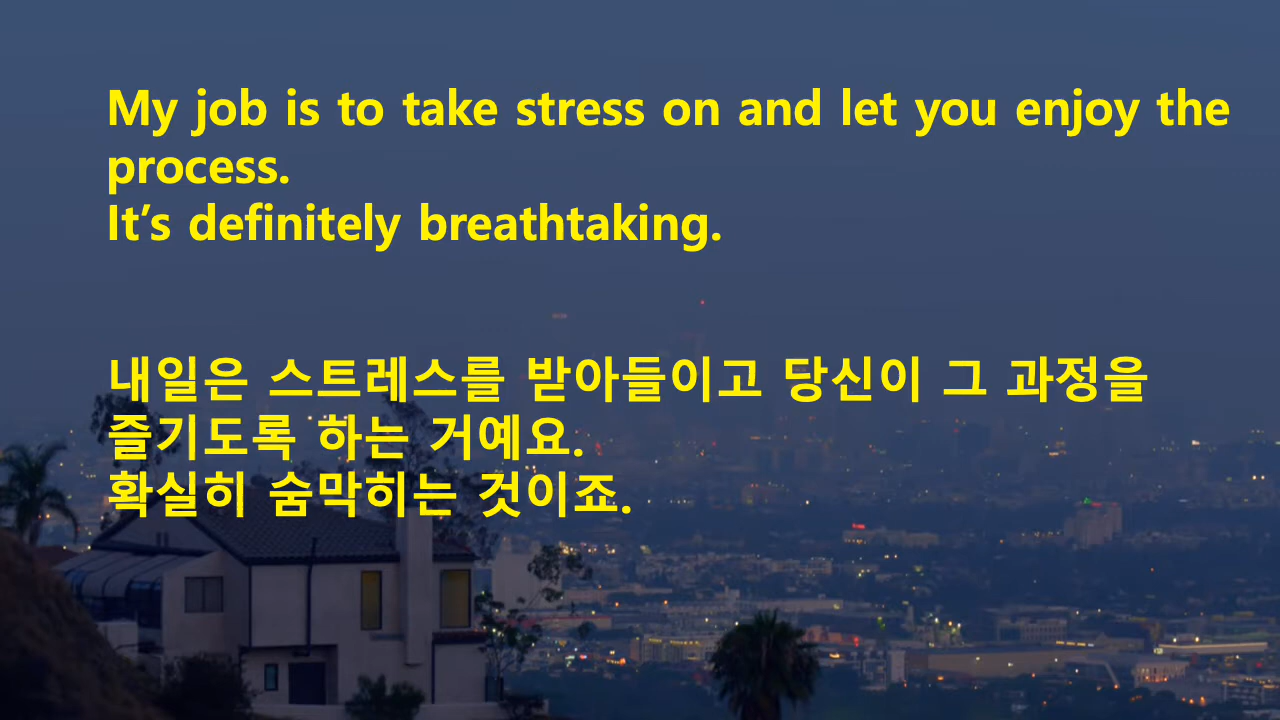 My job is to take stress on and let you enjoy the
process.
It’s definitely breathtaking.
내일은 스트레스를 받아들이고 당신이 그 과정을
즐기도록 하는 거예요.
확실히 숨막히는 것이죠.